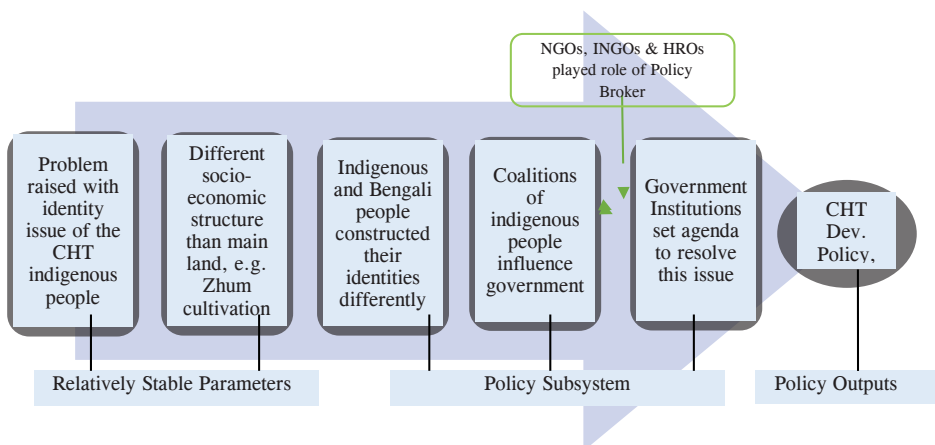 NGOs, INGOs & HROs
played role of Policy
Broker
Problem
raised with
identity
issue of the
CHT
indigenous
people
Different
socio-
economic
structure
than main
land, e.g.
Zhum
cultivation
Indigenous
and Bengali
people
constructed
their
identities
differently
Coalitions
of
indigenous
people
influence
government
Government
Institutions
set agenda
to resolve
this issue
CHT
Dev.
Policy,
Relatively Stable Parameters
Policy Subsystem
Policy Outputs